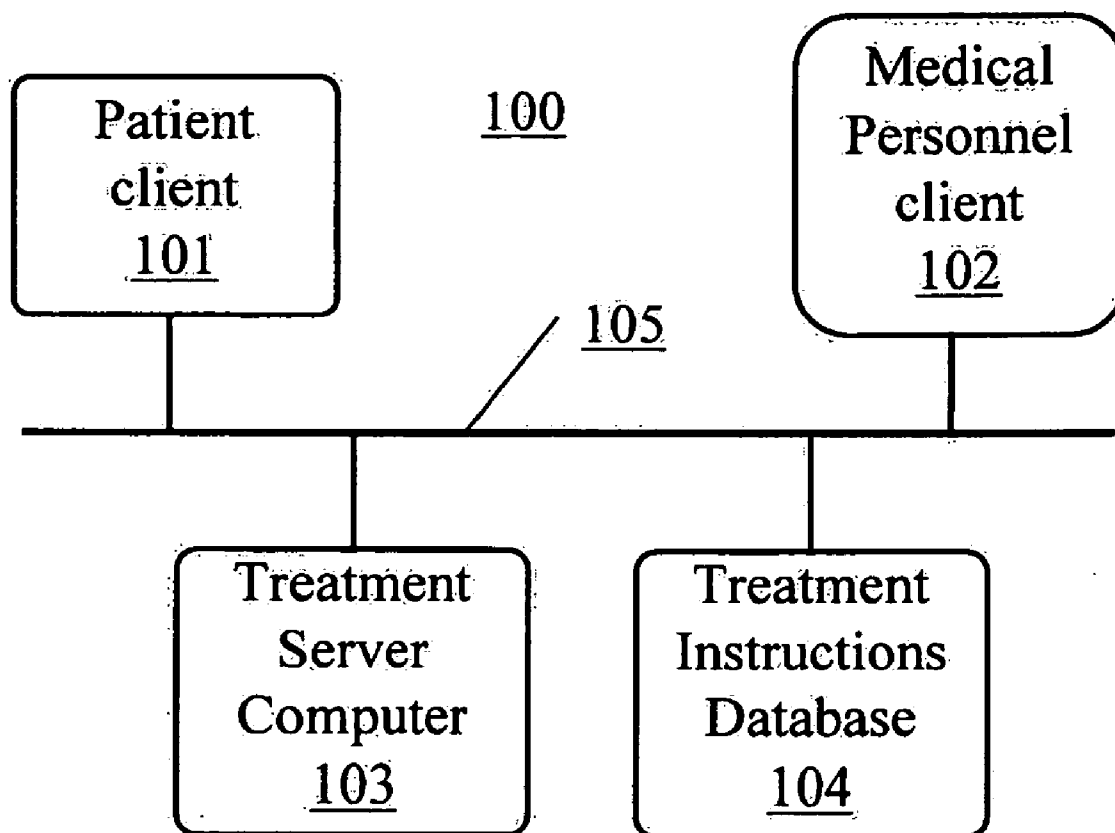 Patient
client
101
100
Medical
Personnel
client
102
105
Treatment
Server
Computer
103
Treatment
Instructions
Database
104